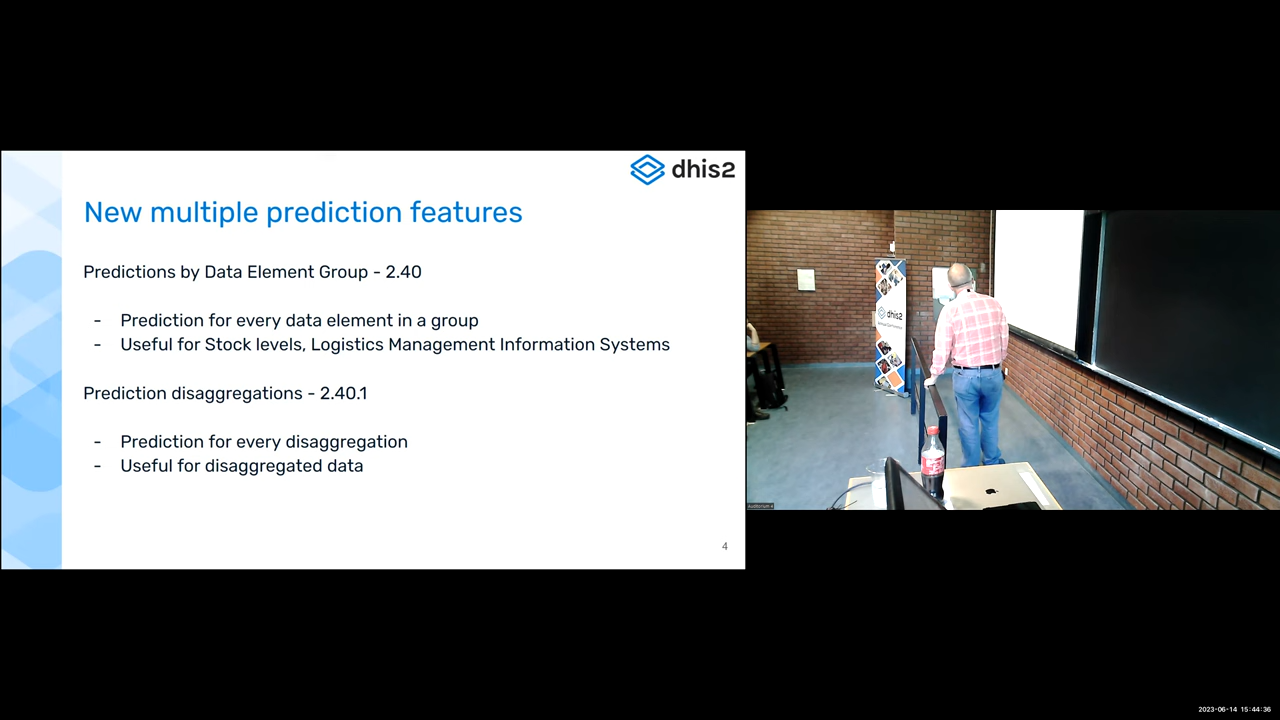 dhis2
New multiple prediction features
Predictions by Data Element Group - 2.40
- Prediction for every data element in a group
- Useful for Stock levels, Logistics Management Information Systems
Prediction disaggregations - 2.40.1
- Prediction for every disaggregation
- Useful for disaggregated data
4
dhis2
2023-06-14 15:44:36